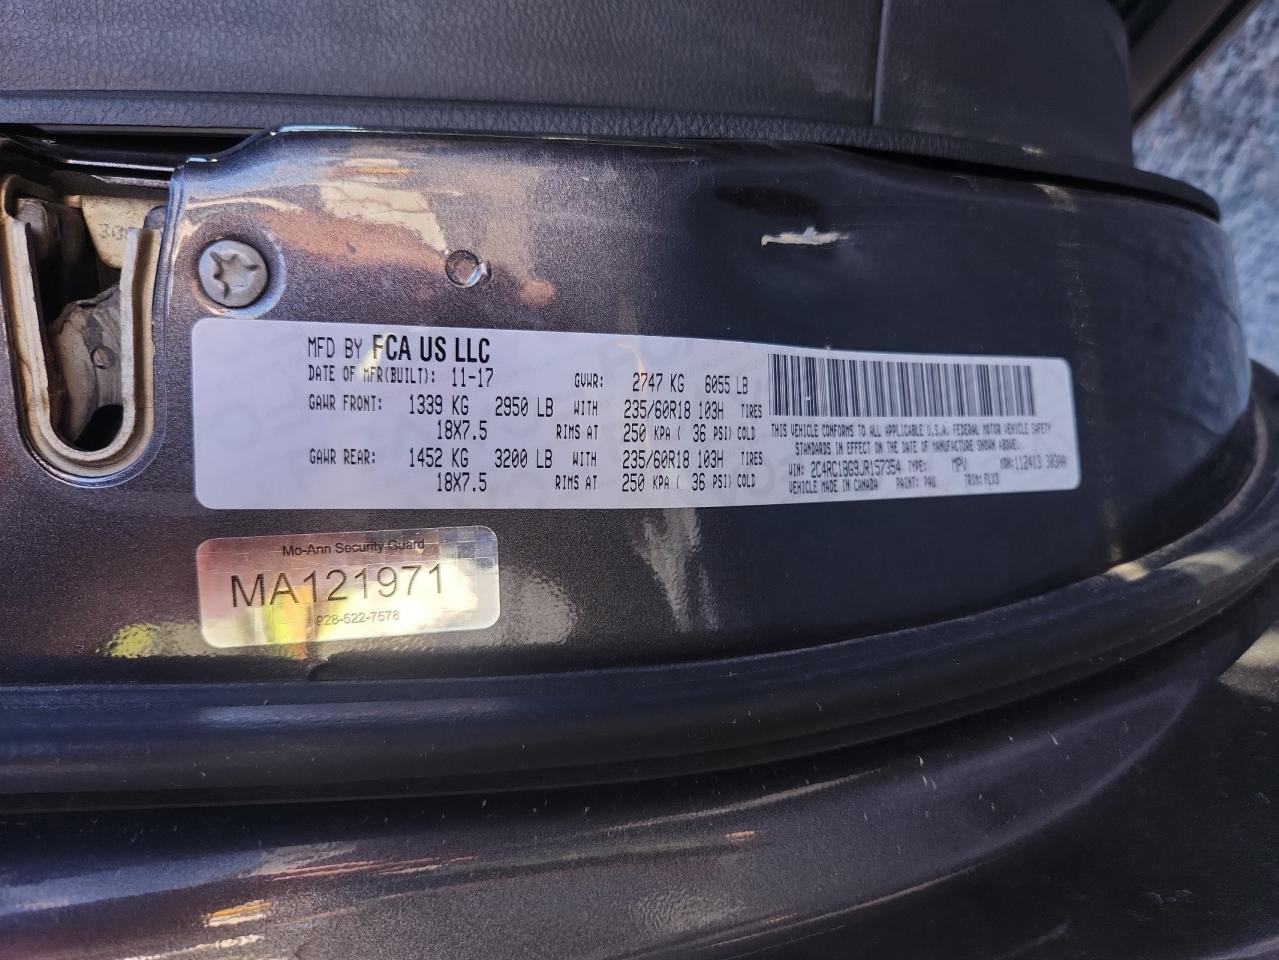 MFD BY FCA US LLC
DATE OF MFR(BUILT): 11-17 GVWR: 2747 KG 6055 LB
GAWR FRONT: 1339 KG 2950 LB WITH 235/60R18 103H TIRES
18X7.5 RIMS AT 250 KPA ( 36 PSI) COLD
GAWR REAR: 1452 KG 3200 LB WITH 235/60R18 103H TIRES
18X7.5 RIMS AT 250 KPA ( 36 PSI) COLD
THIS VEHICLE CONFORMS TO ALL APPLICABLE U.S.A. FEDERAL MOTOR VEHICLE SAFETY
STANDARDS IN EFFECT ON THE DATE OF MANUFACTURE SHOWN ABOVE.
VIN: 2C4RC1BG9JR157354 TYPE: MPV MDH: 112413 303AA
VEHICLE MADE IN CANADA PAINT: PAU TRIM: FLX3
Mo-Ann Security Guard
MA121971
928-522-7578